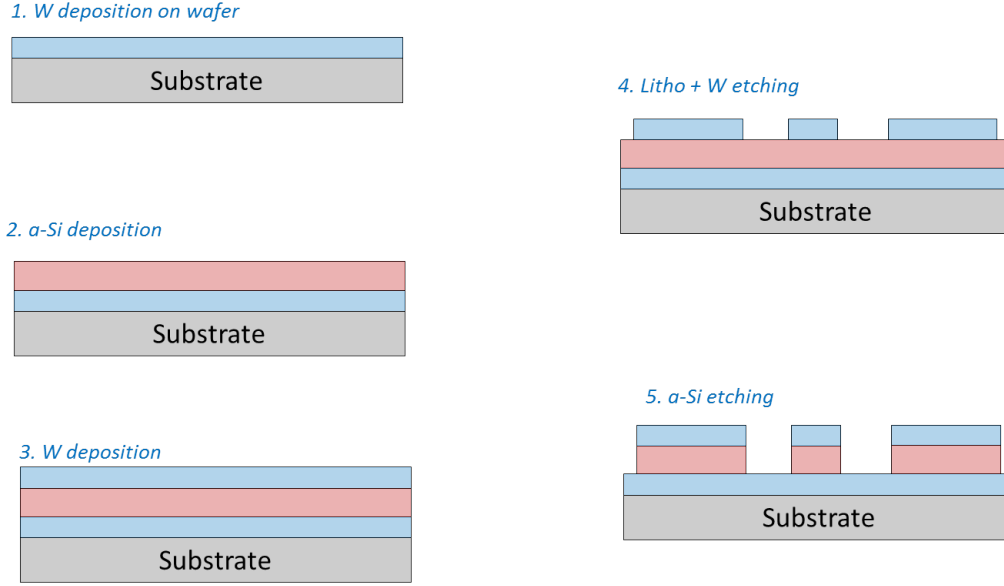 1. W deposition on wafer
Substrate
2. a-Si deposition
Substrate
3. W deposition
Substrate
4. Litho + W etching
Substrate
5. a-Si etching
Substrate